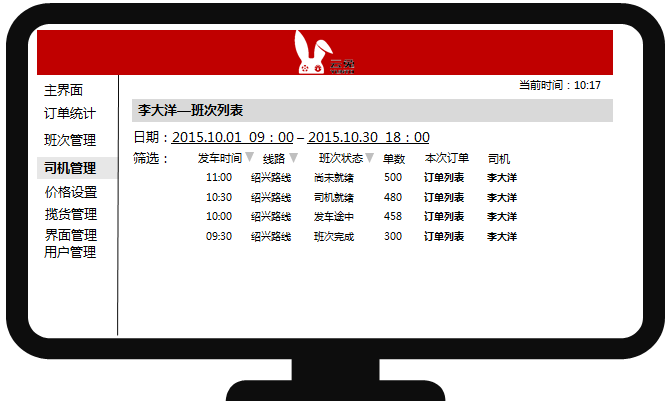 当前时间：10:17
主界面
订单统计
班次管理
司机管理
价格设置
揽货管理
界面管理
用户管理
李大洋—班次列表
日期：2015.10.01 09：00 – 2015.10.30 18：00
筛选： 发车时间 线路 班次状态 单数 本次订单 司机
11:00 绍兴路线 尚未就绪 500 订单列表 李大洋
10:30 绍兴路线 司机就绪 480 订单列表 李大洋
10:00 绍兴路线 发车途中 458 订单列表 李大洋
09:30 绍兴路线 班次完成 300 订单列表 李大洋